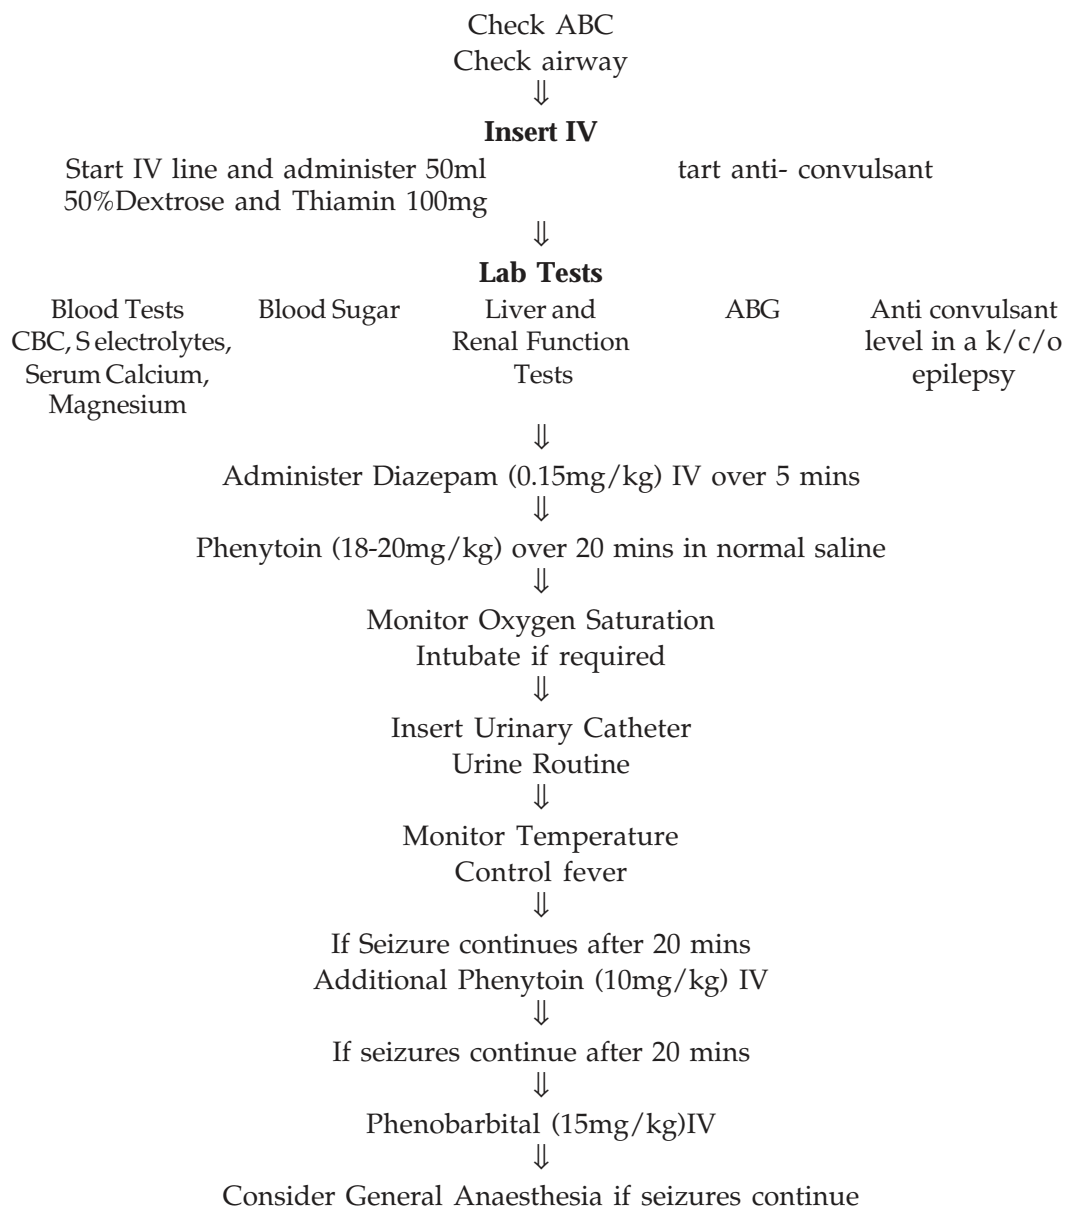 Check ABC
Check airway
⇓
Insert IV
Start IV line and administer 50ml tart anti- convulsant
50%Dextrose and Thiamin 100mg
⇓
Lab Tests
Blood Tests Blood Sugar Liver and ABG Anti convulsant
CBC, S electrolytes, Renal Function level in a k/c/o
Serum Calcium, Tests epilepsy
Magnesium
⇓
Administer Diazepam (0.15mg/kg) IV over 5 mins
⇓
Phenytoin (18-20mg/kg) over 20 mins in normal saline
⇓
Monitor Oxygen Saturation
Intubate if required
⇓
Insert Urinary Catheter
Urine Routine
⇓
Monitor Temperature
Control fever
⇓
If Seizure continues after 20 mins
Additional Phenytoin (10mg/kg) IV
⇓
If seizures continue after 20 mins
⇓
Phenobarbital (15mg/kg)IV
⇓
Consider General Anaesthesia if seizures continue